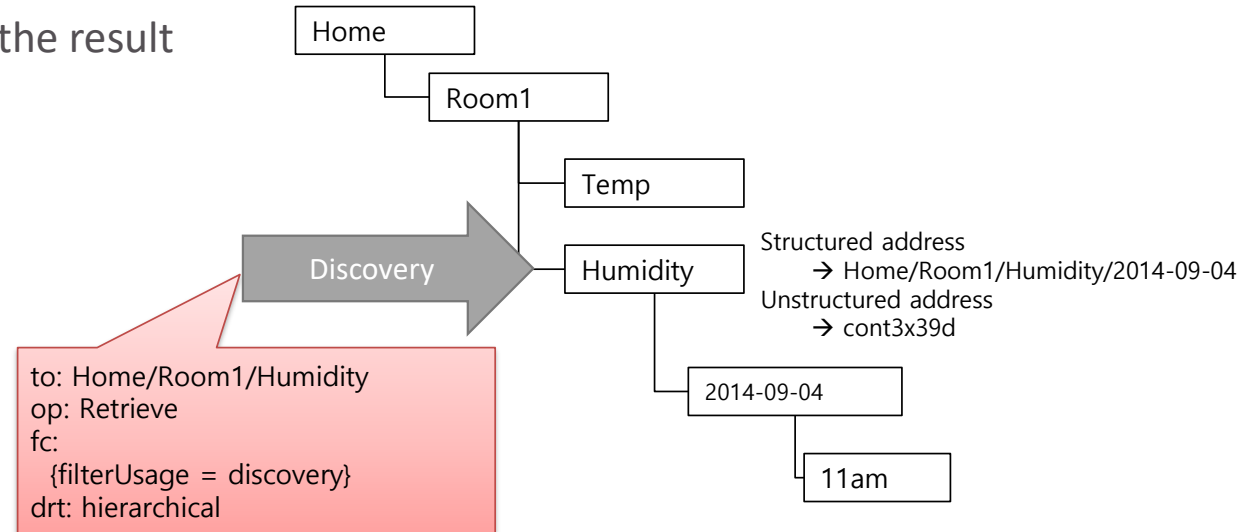 the result
Home
Room1
Temp
Discovery
Humidity
Structured address
→ Home/Room1/Humidity/2014-09-04
Unstructured address
→ cont3x39d
to: Home/Room1/Humidity
op: Retrieve
fc:
{filterUsage = discovery}
drt: hierarchical
2014-09-04
11am